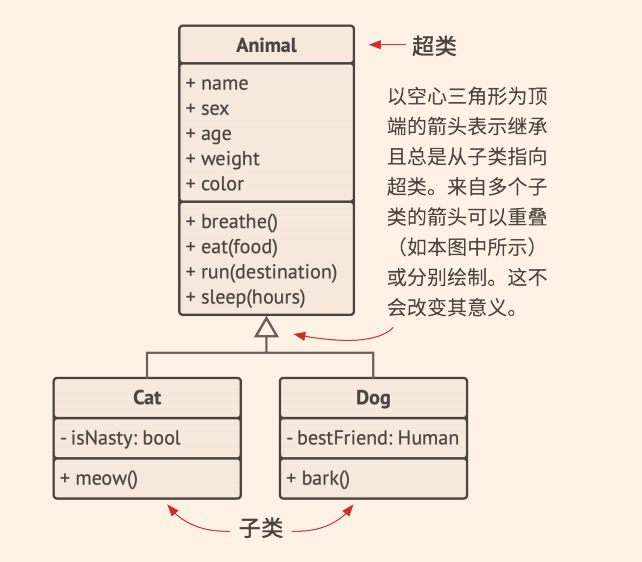 Animal
超类
+ name
+ sex
+ age
+ weight
+ color
+ breathe()
+ eat(food)
+ run(destination)
+ sleep(hours)
以空心三角形为顶
端的箭头表示继承
且总是从子类指向
超类。来自多个子
类的箭头可以重叠
（如本图中所示）
或分别绘制。这不
会改变其意义。
Cat
- isNasty: bool
+ meow()
Dog
- bestFriend: Human
+ bark()
子类